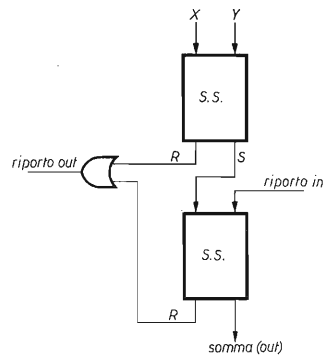 X Y
S.S.
R S
riporto out
riporto in
S.S.
R
somma (out)